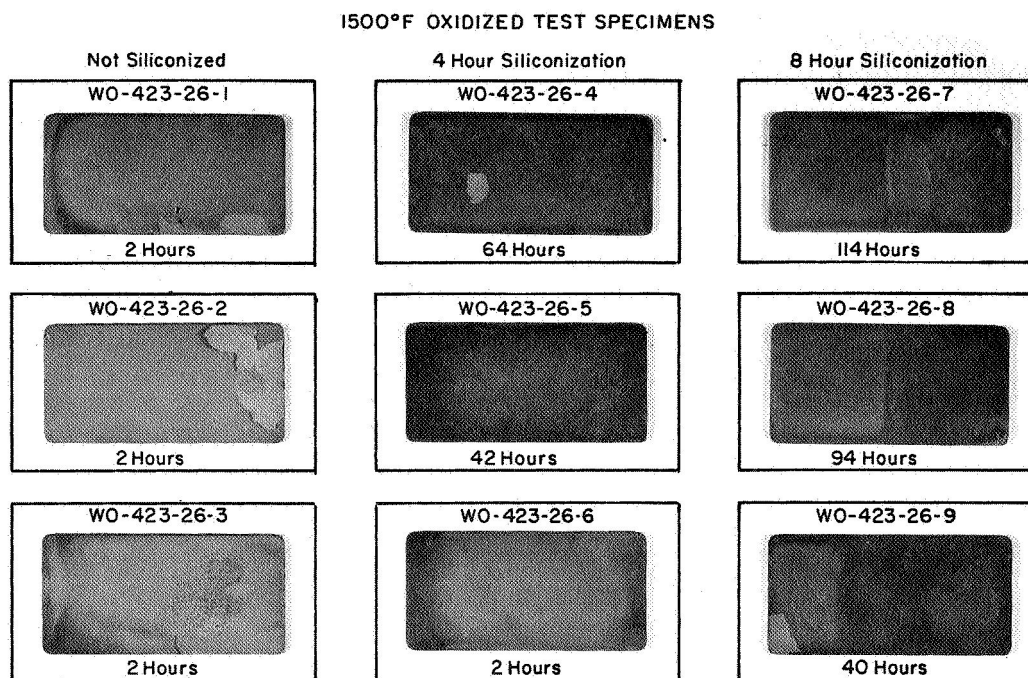 1500°F OXIDIZED TEST SPECIMENS
Not Siliconized
4 Hour Siliconization
8 Hour Siliconization
WO-423-26-1
WO-423-26-4
WO-423-26-7
2 Hours
64 Hours
114 Hours
WO-423-26-2
WO-423-26-5
WO-423-26-8
2 Hours
42 Hours
94 Hours
WO-423-26-3
WO-423-26-6
WO-423-26-9
2 Hours
2 Hours
40 Hours